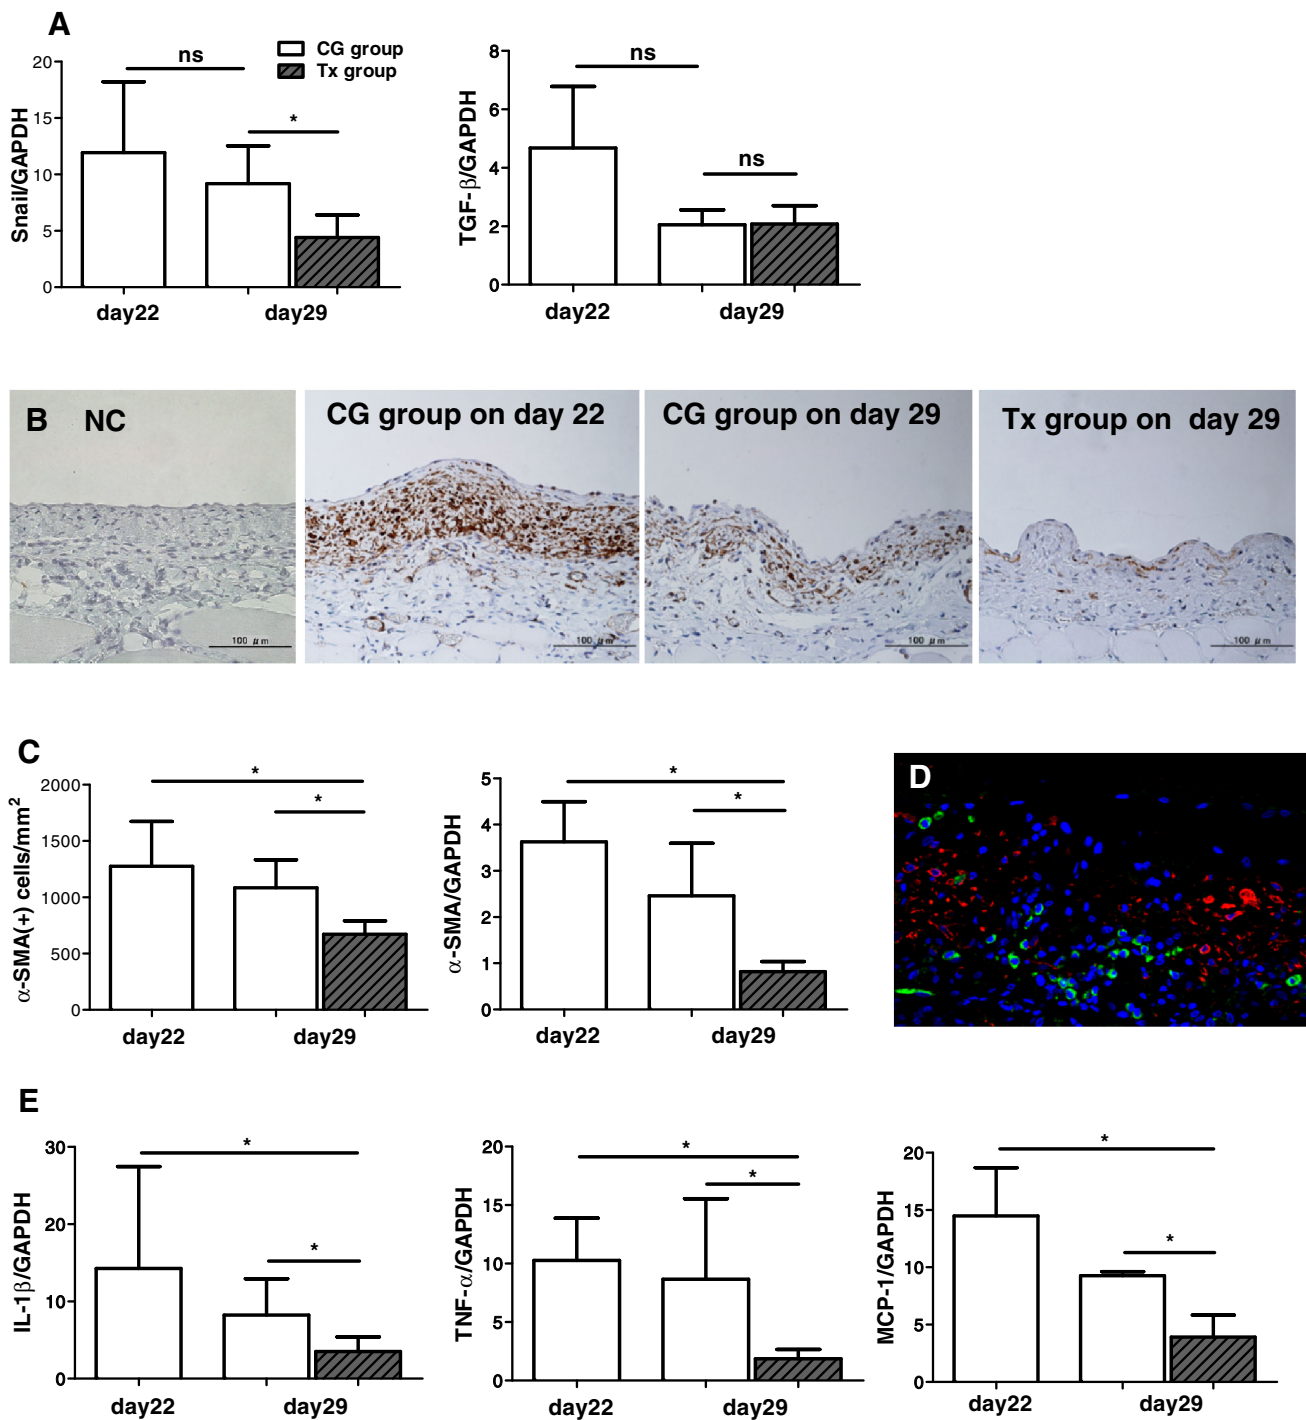 A
CG group
Tx group
ns
*
20
15
10
5
0
Snail/GAPDH
day22
day29
ns
ns
8
6
4
2
0
TGF-β/GAPDH
day22
day29
B
NC
CG group on day 22
CG group on day 29
Tx group on day 29
100 μm
100 μm
100 μm
100 μm
C
*
*
2000
1500
1000
500
0
α-SMA(+) cells/mm²
day22
day29
*
*
5
4
3
2
1
0
α-SMA/GAPDH
day22
day29
D
E
*
*
30
20
10
0
IL-1β/GAPDH
day22
day29
*
*
20
15
10
5
0
TNF-α/GAPDH
day22
day29
*
*
20
15
10
5
0
MCP-1/GAPDH
day22
day29